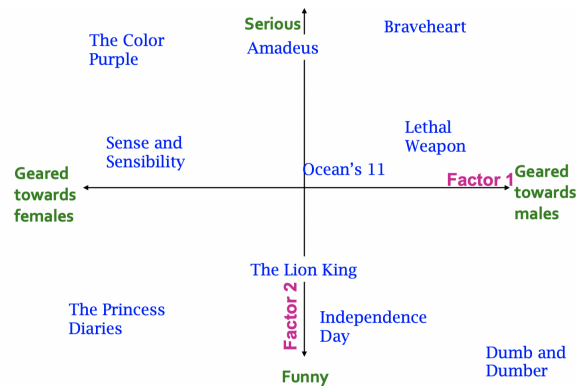 Serious
Braveheart
The Color
Purple
Amadeus
Lethal
Weapon
Sense and
Sensibility
Ocean's 11
Geared
towards
females
Factor 1
Geared
towards
males
The Lion King
Factor 2
The Princess
Diaries
Independence
Day
Dumb and
Dumber
Funny